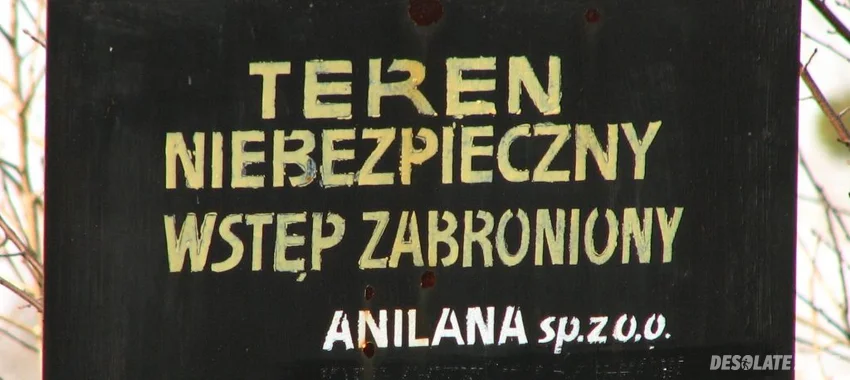 TEREN
NIEBEZPIECZNY
WSTĘP ZABRONIONY
ANILANA sp.z o.o.
DESOLATE